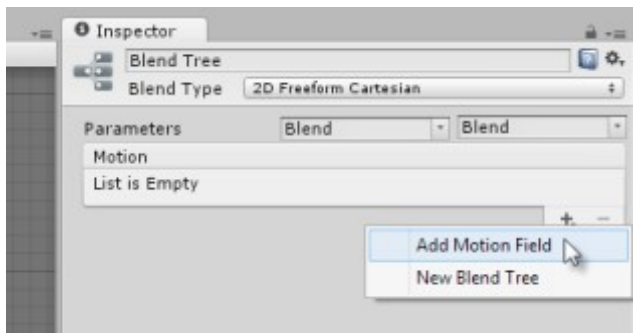 Inspector
Blend Tree
Blend Type 2D Freeform Cartesian
Parameters Blend Blend
Motion
List is Empty
Add Motion Field
New Blend Tree